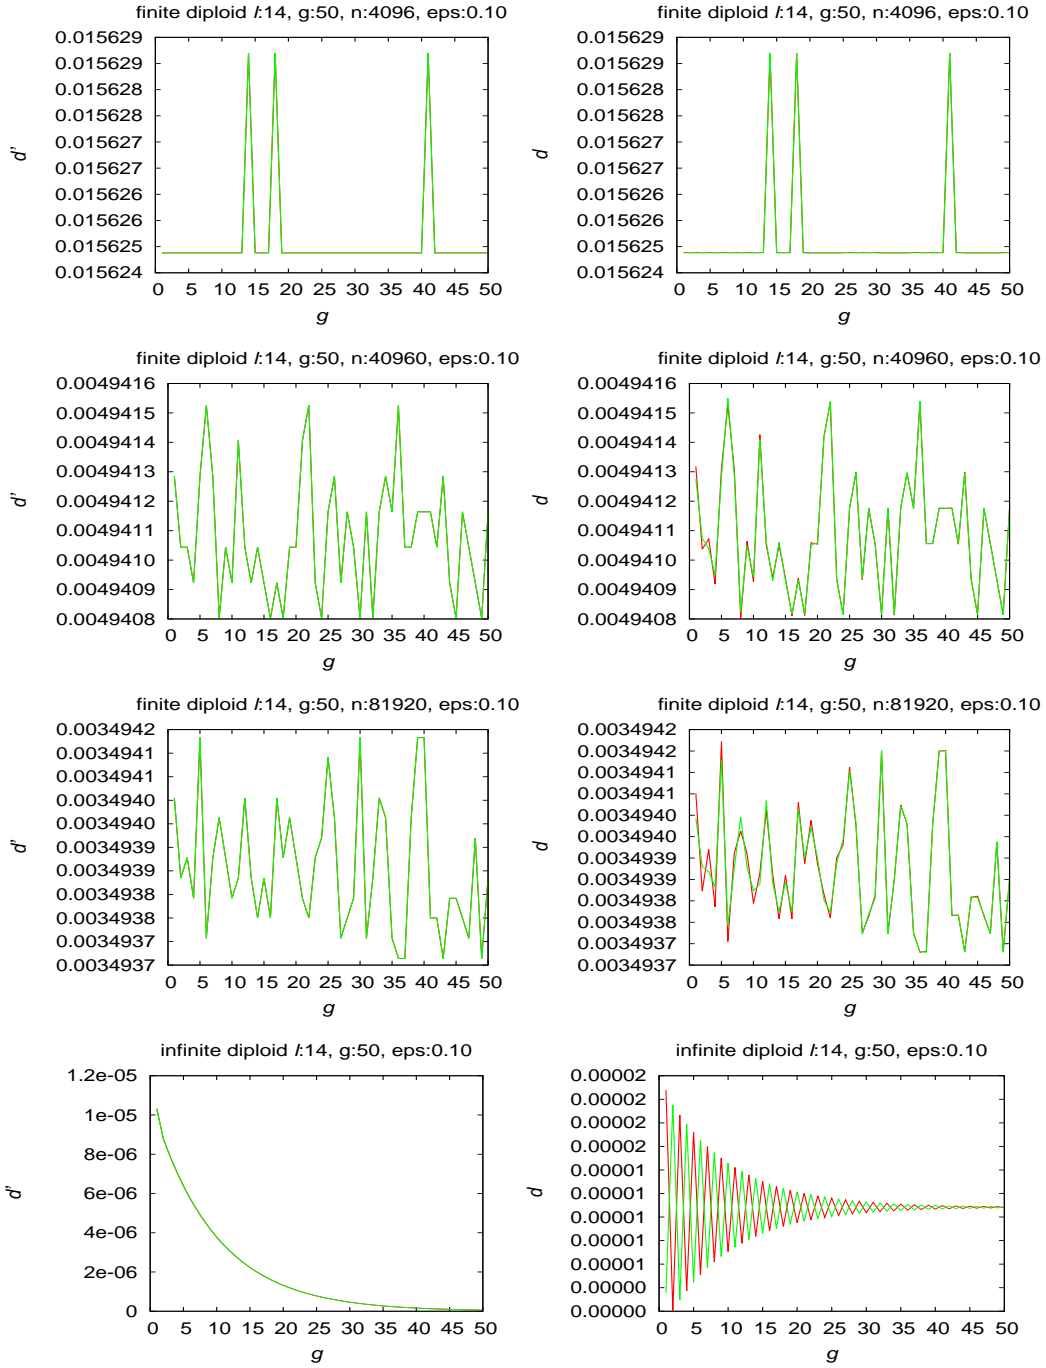 finite diploid l:14, g:50, n:4096, eps:0.10
0.015629
0.015629
0.015628
0.015628
0.015627
0.015627
0.015626
0.015626
0.015625
0.015624
d'
0 5 10 15 20 25 30 35 40 45 50
g
finite diploid l:14, g:50, n:4096, eps:0.10
0.015629
0.015629
0.015628
0.015628
0.015627
0.015627
0.015626
0.015626
0.015625
0.015624
d
0 5 10 15 20 25 30 35 40 45 50
g
finite diploid l:14, g:50, n:40960, eps:0.10
0.0049416
0.0049415
0.0049414
0.0049413
0.0049412
0.0049411
0.0049410
0.0049409
0.0049408
d'
0 5 10 15 20 25 30 35 40 45 50
g
finite diploid l:14, g:50, n:40960, eps:0.10
0.0049416
0.0049415
0.0049414
0.0049413
0.0049412
0.0049411
0.0049410
0.0049409
0.0049408
d
0 5 10 15 20 25 30 35 40 45 50
g
finite diploid l:14, g:50, n:81920, eps:0.10
0.0034942
0.0034941
0.0034941
0.0034940
0.0034940
0.0034939
0.0034939
0.0034938
0.0034938
0.0034937
0.0034937
d'
0 5 10 15 20 25 30 35 40 45 50
g
finite diploid l:14, g:50, n:81920, eps:0.10
0.0034942
0.0034941
0.0034941
0.0034940
0.0034940
0.0034939
0.0034939
0.0034938
0.0034938
0.0034937
0.0034937
0.0034937
d
0 5 10 15 20 25 30 35 40 45 50
g
infinite diploid l:14, g:50, eps:0.10
1.2e-05
1e-05
8e-06
6e-06
4e-06
2e-06
0
d'
0 5 10 15 20 25 30 35 40 45 50
g
infinite diploid l:14, g:50, eps:0.10
0.00002
0.00002
0.00002
0.00002
0.00001
0.00001
0.00001
0.00001
0.00001
0.00000
0.00000
d
0 5 10 15 20 25 30 35 40 45 50
g